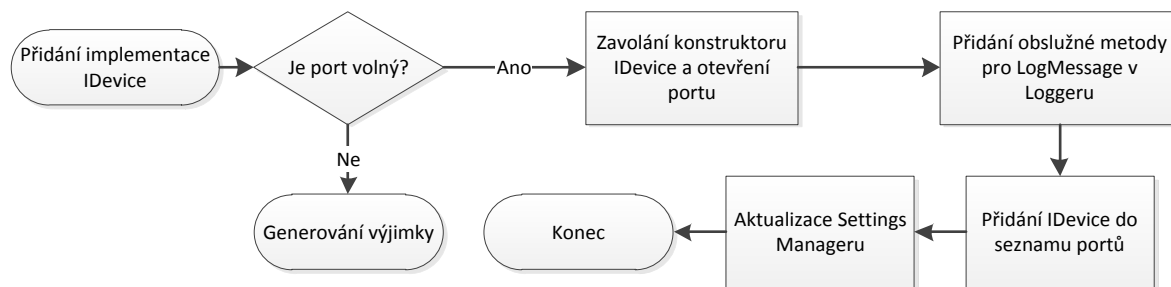 Přidání implementace
IDevice
Je port volný?
Ano
Zavolání konstruktoru
IDevice a otevření
portu
Přidání obslužné metody
pro LogMessage v
Loggeru
Ne
Generování výjimky
Konec
Aktualizace Settings
Manageru
Přidání IDevice do
seznamu portů